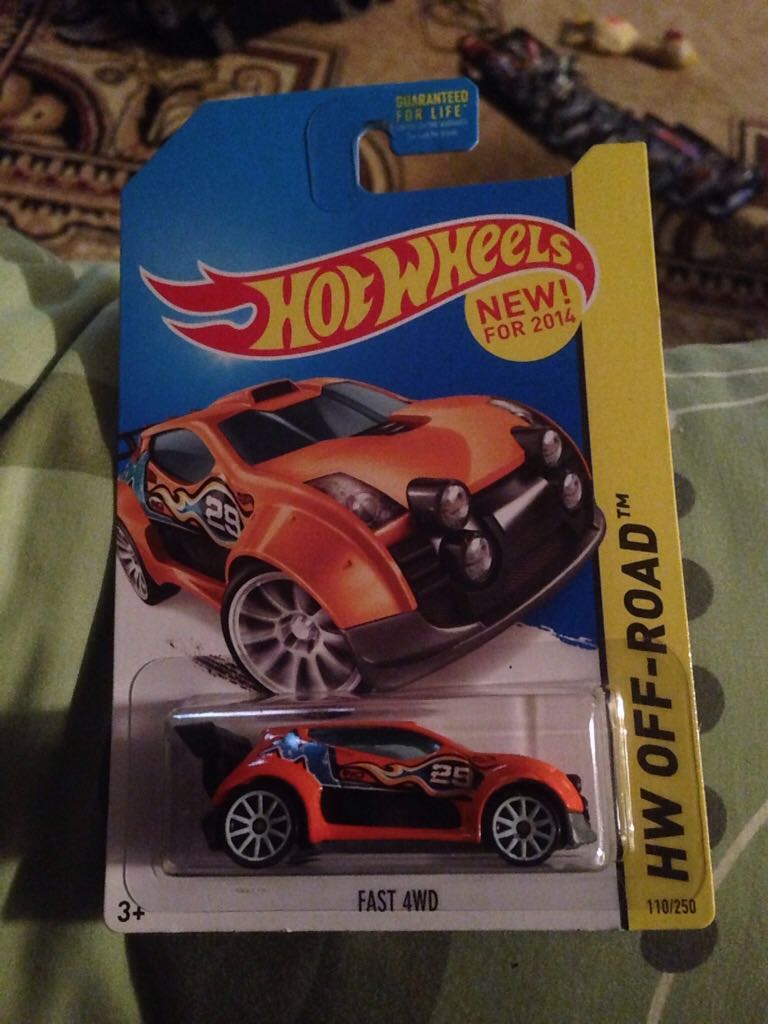 GUARANTEED
FOR LIFE
HOT WHEELS
NEW!
FOR 2014
29
29
HW OFF-ROAD™
FAST 4WD
3+
110/250